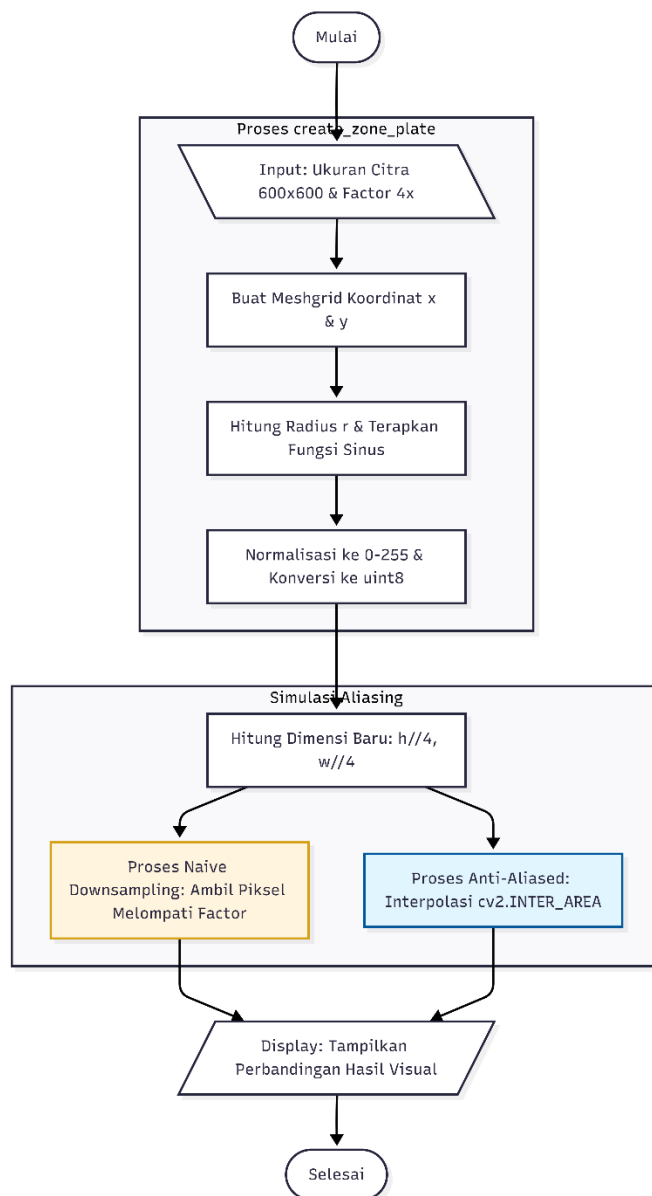 Mulai
Proses create_zone_plate
Input: Ukuran Citra
600x600 & Factor 4x
Buat Meshgrid Koordinat x
& y
Hitung Radius r & Terapkan
Fungsi Sinus
Normalisasi ke 0-255 &
Konversi ke uint8
Simulasi Aliasing
Hitung Dimensi Baru: h//4,
w//4
Proses Naive
Downsampling: Ambil Piksel
Melompati Factor
Proses Anti-Aliased:
Interpolasi cv2.INTER_AREA
Display: Tampilkan
Perbandingan Hasil Visual
Selesai